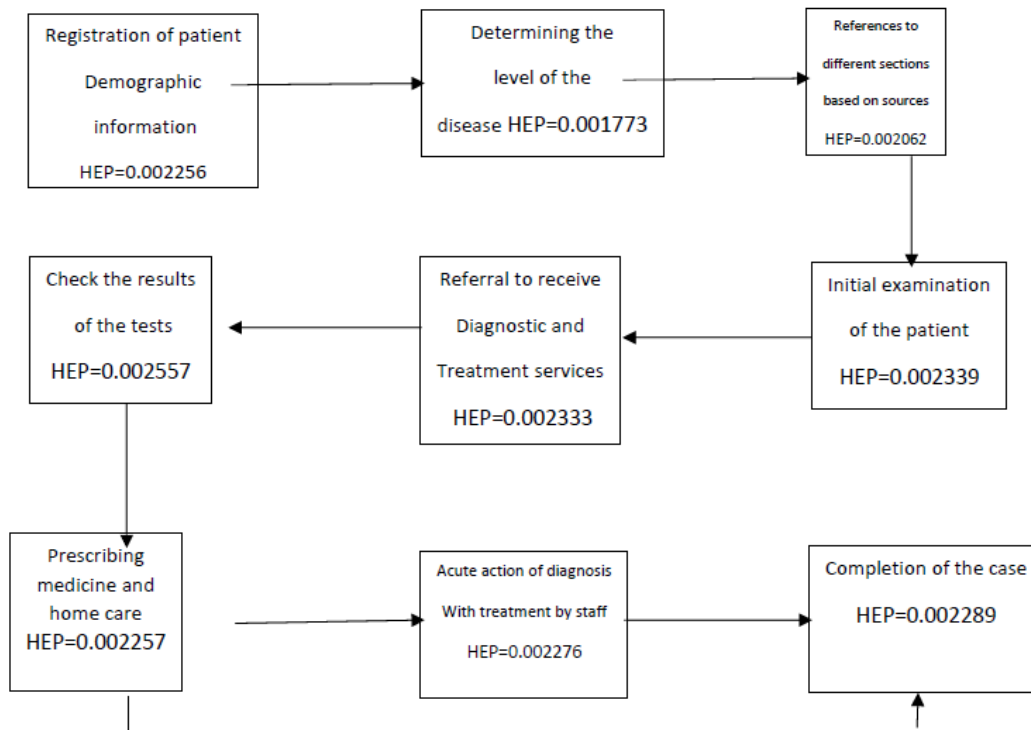 Registration of patient
Demographic
information
HEP=0.002256
Determining the
level of the
disease HEP=0.001773
References to
different sections
based on sources
HEP=0.002062
Check the results
of the tests
HEP=0.002557
Referral to receive
Diagnostic and
Treatment services
HEP=0.002333
Initial examination
of the patient
HEP=0.002339
Prescribing
medicine and
home care
HEP=0.002257
Acute action of diagnosis
With treatment by staff
HEP=0.002276
Completion of the case
HEP=0.002289